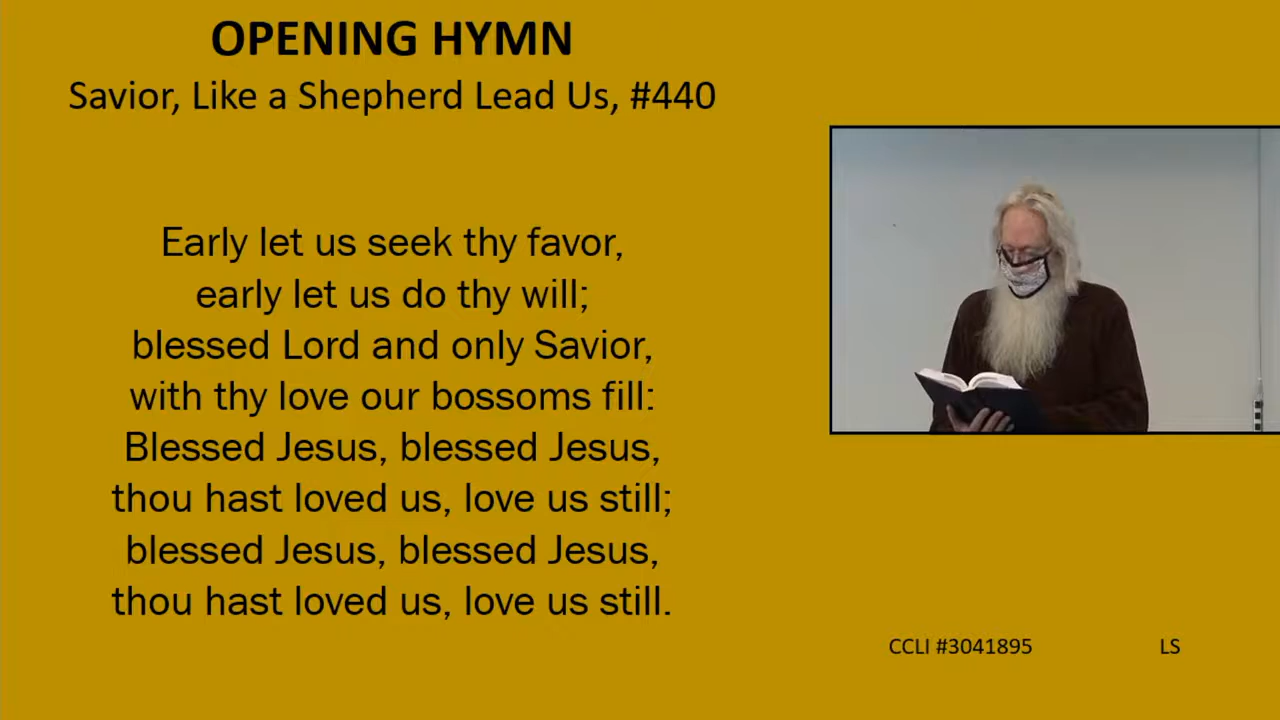 OPENING HYMN
Savior, Like a Shepherd Lead Us, #440
Early let us seek thy favor,
early let us do thy will;
blessed Lord and only Savior,
with thy love our bossoms fill:
Blessed Jesus, blessed Jesus,
thou hast loved us, love us still;
blessed Jesus, blessed Jesus,
thou hast loved us, love us still.
CCLI #3041895 LS